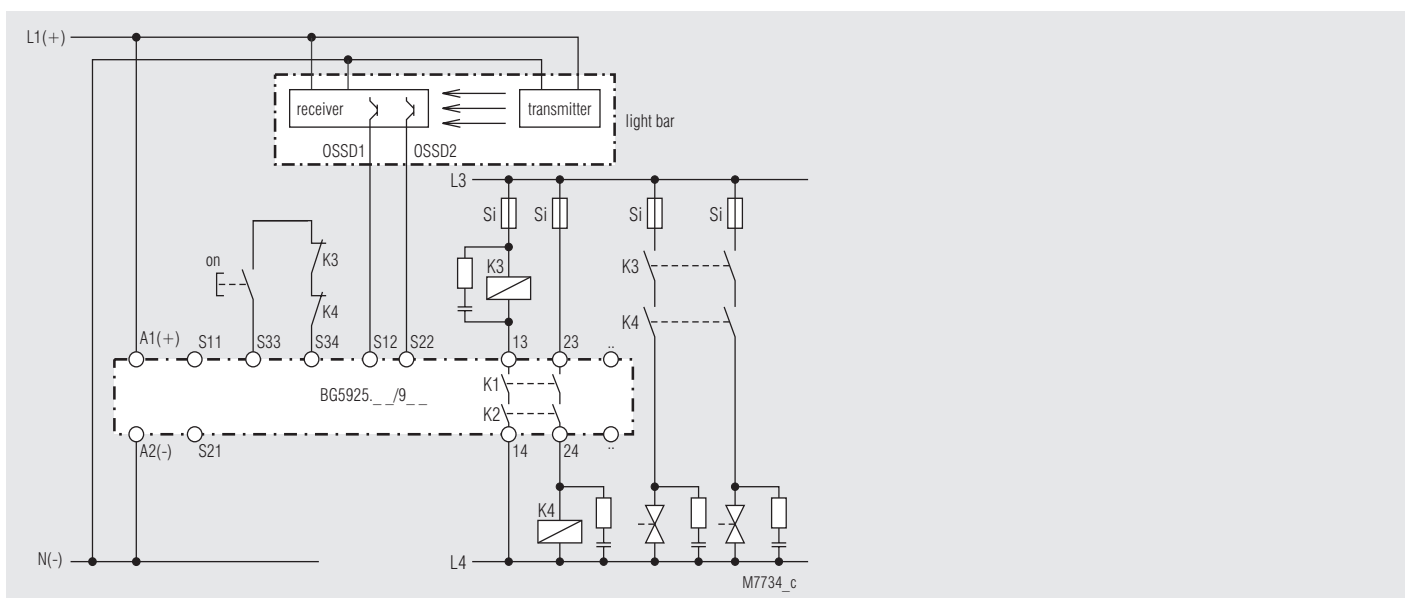 L1(+)
receiver
transmitter
light bar
OSSD1
OSSD2
L3
Si
Si
Si
Si
on
K3
K3
K3
K4
K4
A1(+)
S11
S33
S34
S12
S22
13
23
..
BG5925._ _/9_ _
K1
K2
A2(-)
S21
14
24
..
K4
N(-)
L4
M7734_c